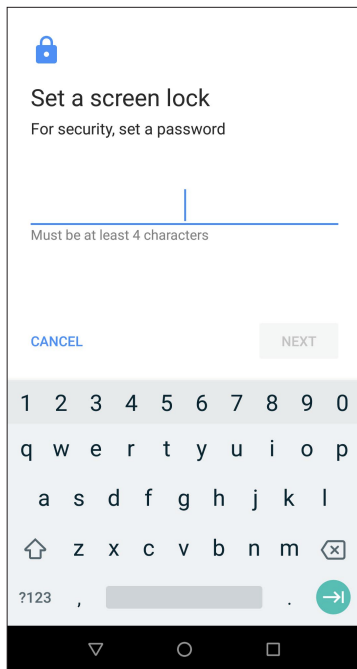 Set a screen lock
For security, set a password
Must be at least 4 characters
CANCEL NEXT
1 2 3 4 5 6 7 8 9 0
q w e r t y u i o p
a s d f g h j k l
z x c v b n m
?123 , .